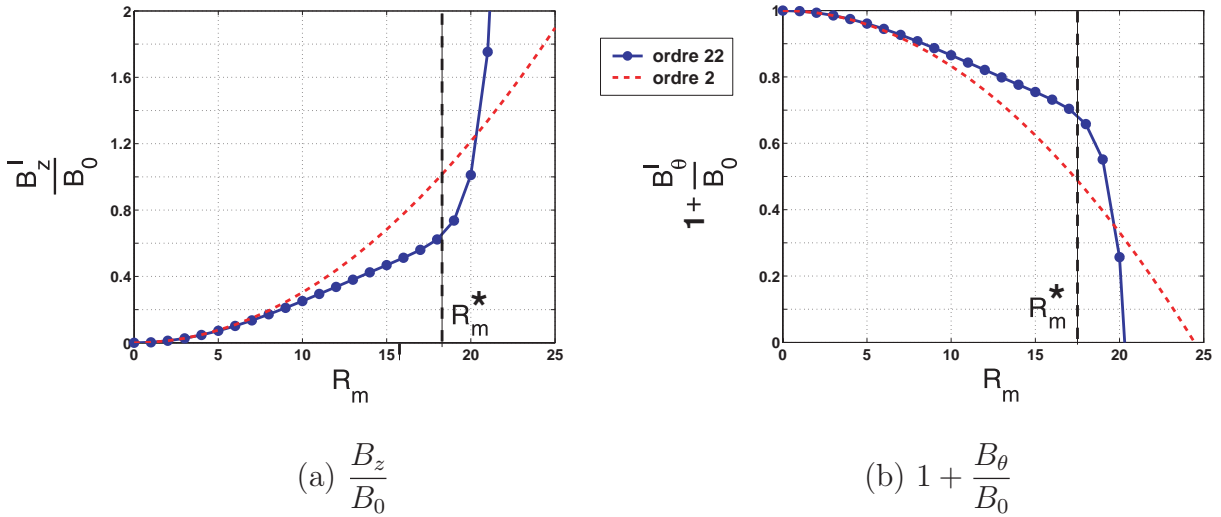 2
1.6
1.2
0.8
0.4
0
0 5 10 15 20 25
B_z^I / B_0
R_m
R_m^*
ordre 22
ordre 2
1
0.8
0.6
0.4
0.2
0
0 5 10 15 20 25
1 + B_θ^I / B_0
R_m
R_m^*
(a) B_z / B_0
(b) 1 + B_θ / B_0